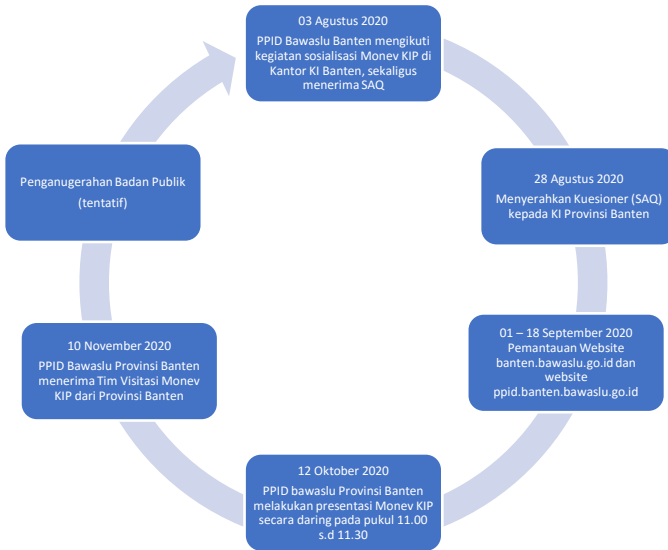 03 Agustus 2020
PPID Bawaslu Banten mengikuti
kegiatan sosialisasi Monev KIP di
Kantor KI Banten, sekaligus
menerima SAQ
28 Agustus 2020
Menyerahkan Kuesioner (SAQ)
kepada KI Provinsi Banten
01 – 18 September 2020
Pemantauan Website
banten.bawaslu.go.id dan
website
ppid.banten.bawaslu.go.id
12 Oktober 2020
PPID bawaslu Provinsi Banten
melakukan presentasi Monev KIP
secara daring pada pukul 11.00
s.d 11.30
10 November 2020
PPID Bawaslu Provinsi Banten
menerima Tim Visitasi Monev
KIP dari Provinsi Banten
Penganugerahan Badan Publik
(tentatif)